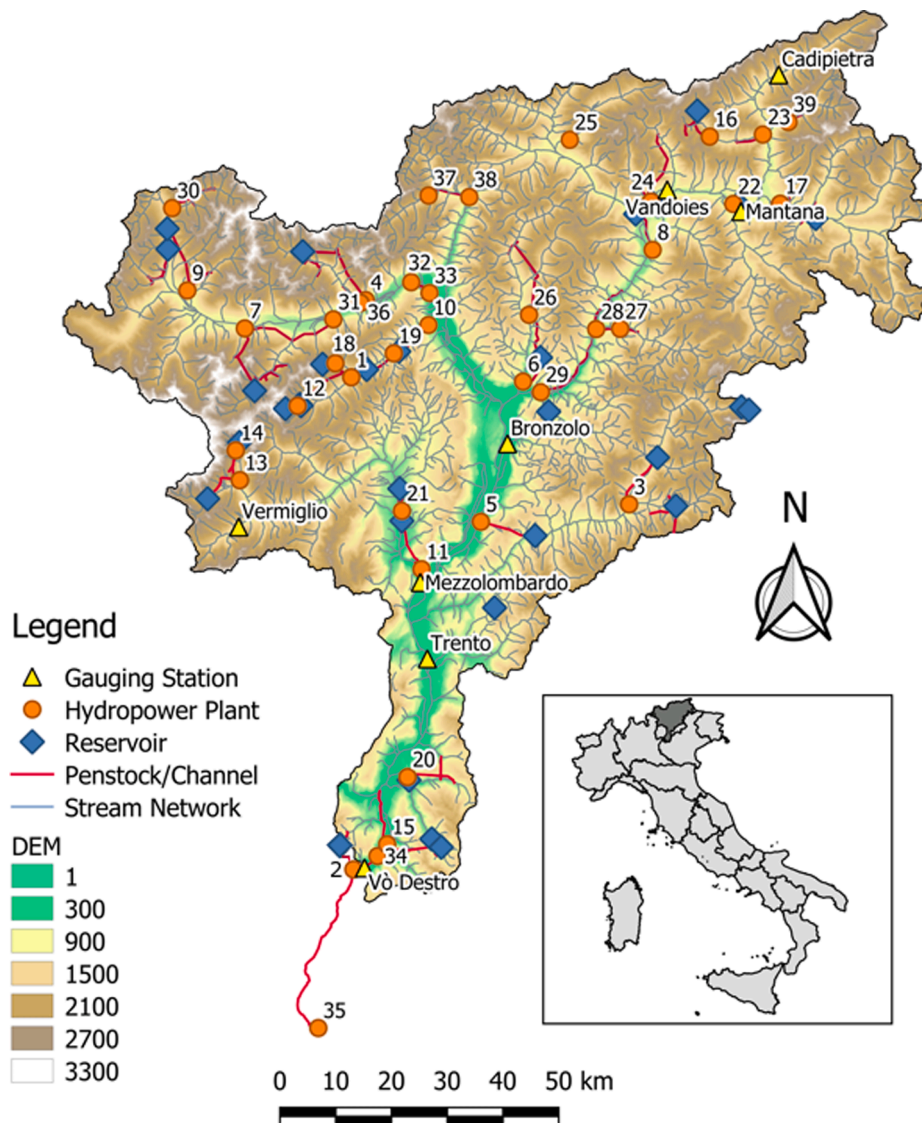 Cadipietra
39
16
23
25
37
38
30
24
22
17
Vandoies
Mantana
8
32
33
9
4
7
31
36
10
26
28
27
19
18
1
12
6
29
Bronzolo
14
13
3
21
5
Vermiglio
N
11
Mezzolombardo
Legend
Trento
Gauging Station
Hydropower Plant
Reservoir
Penstock/Channel
20
Stream Network
15
DEM
34
2
Vò Destro
1
300
900
1500
2100
35
2700
3300
0 10 20 30 40 50 km